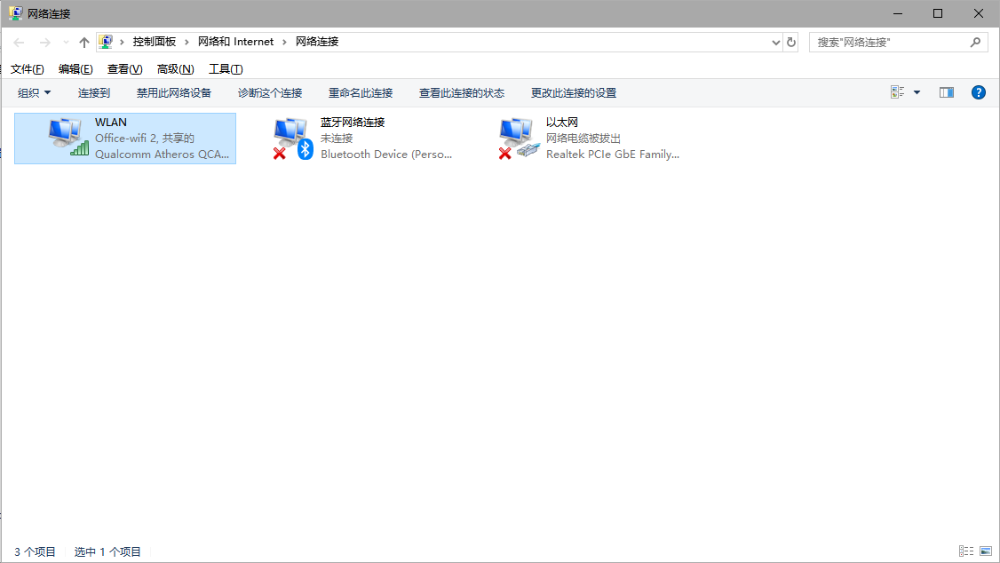 网络连接
控制面板 网络和 Internet 网络连接 搜索"网络连接"
文件(F) 编辑(E) 查看(V) 高级(N) 工具(T)
组织 连接到 禁用此网络设备 诊断这个连接 重命名此连接 查看此连接的状态 更改此连接的设置
WLAN
Office-wifi 2, 共享的
Qualcomm Atheros QCA...
蓝牙网络连接
未连接
Bluetooth Device (Perso...
以太网
网络电缆被拔出
Realtek PCIe GbE Family...
3 个项目 选中 1 个项目